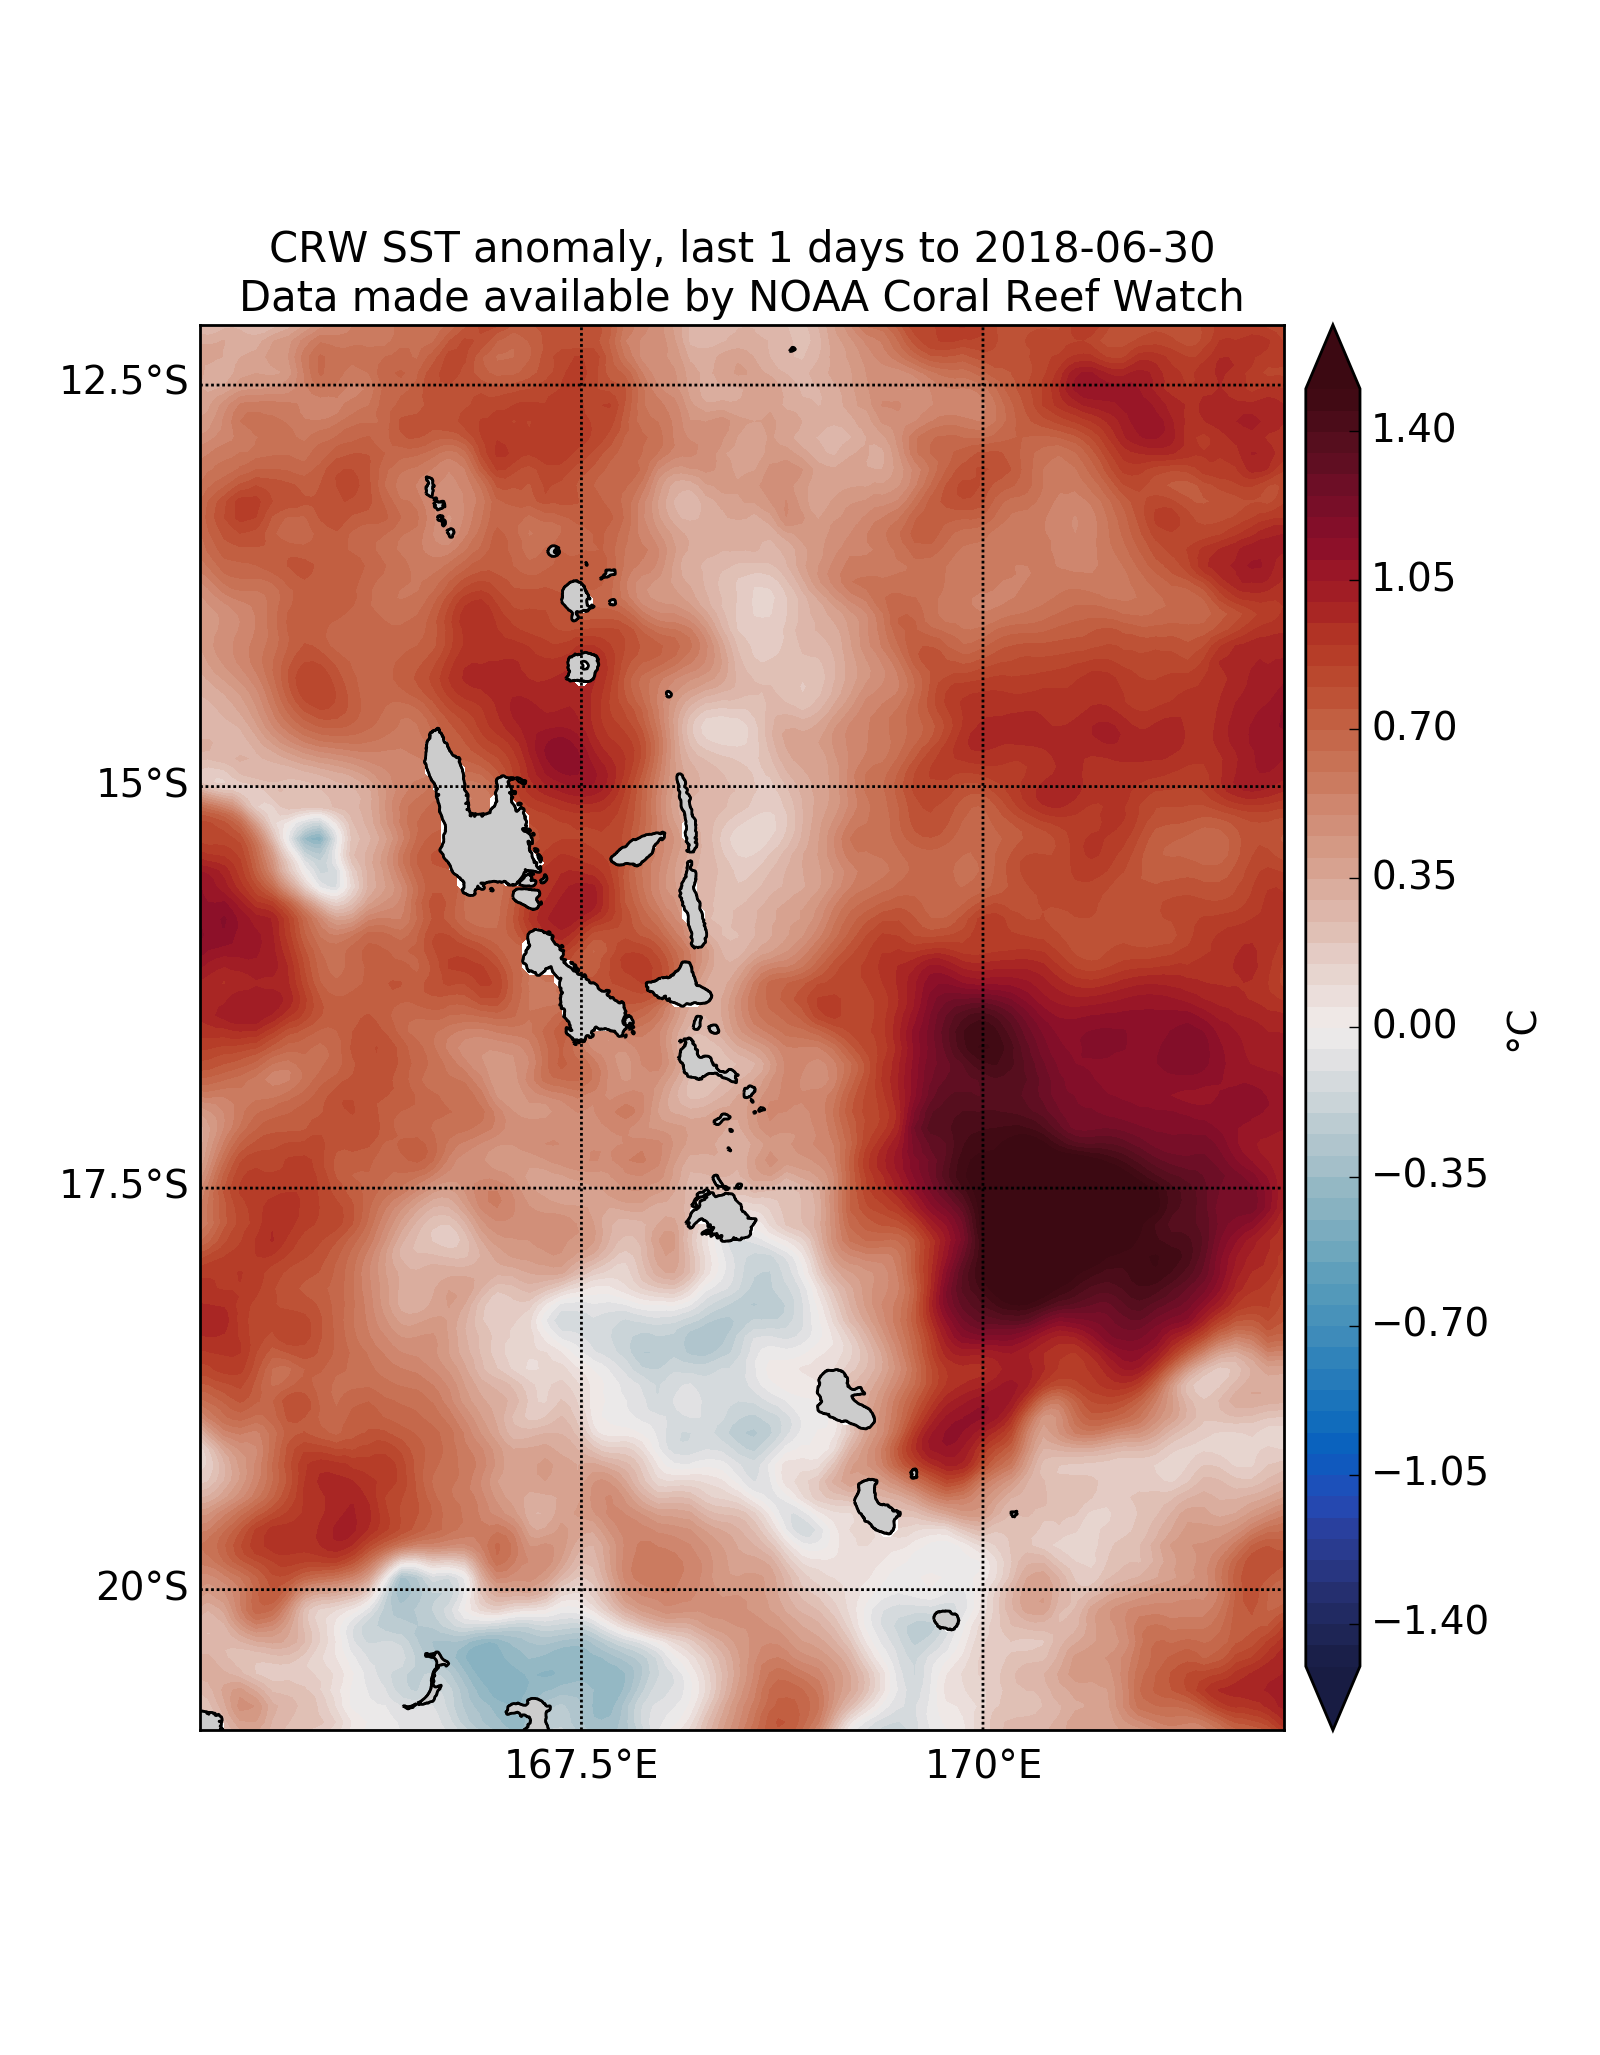 CRW SST anomaly, last 1 days to 2018-06-30
Data made available by NOAA Coral Reef Watch
12.5°S
15°S
17.5°S
20°S
167.5°E
170°E
1.40
1.05
0.70
0.35
0.00
−0.35
−0.70
−1.05
−1.40
°C